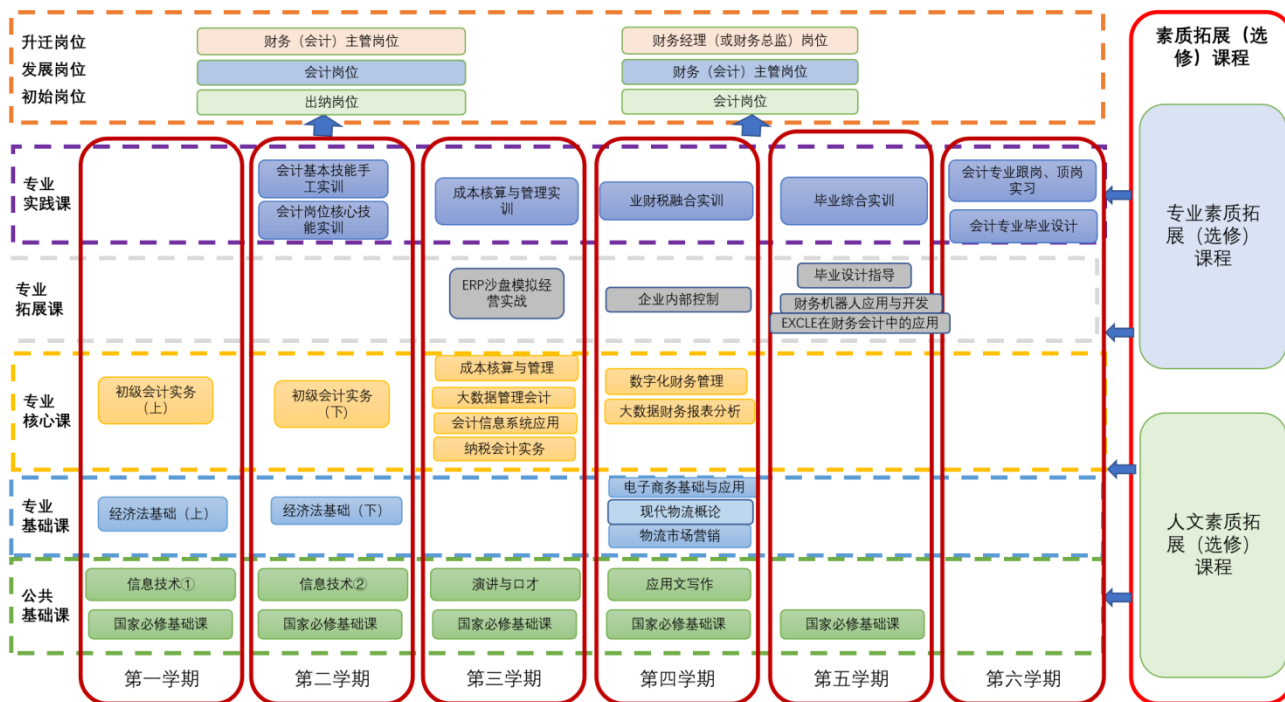 升迁岗位
财务（会计）主管岗位
财务经理（或财务总监）岗位
发展岗位
会计岗位
财务（会计）主管岗位
初始岗位
出纳岗位
会计岗位
素质拓展（选
修）课程
专业
实践课
会计基本技能手
工实训
会计岗位核心技
能实训
成本核算与管理实
训
业财税融合实训
毕业综合实训
会计专业跟岗、顶岗
实习
会计专业毕业设计
专业素质拓
展（选修）
课程
专业
拓展课
ERP沙盘模拟经
营实战
企业内部控制
毕业设计指导
财务机器人应用与开发
EXCLE在财务会计中的应用
专业
核心课
初级会计实务
（上）
初级会计实务
（下）
成本核算与管理
大数据管理会计
会计信息系统应用
纳税会计实务
数字化财务管理
大数据财务报表分析
专业
基础课
经济法基础（上）
经济法基础（下）
电子商务基础与应用
现代物流概论
物流市场营销
人文素质拓
展（选修）
课程
公共
基础课
信息技术①
信息技术②
演讲与口才
应用文写作
国家必修基础课
国家必修基础课
国家必修基础课
国家必修基础课
国家必修基础课
第一学期
第二学期
第三学期
第四学期
第五学期
第六学期